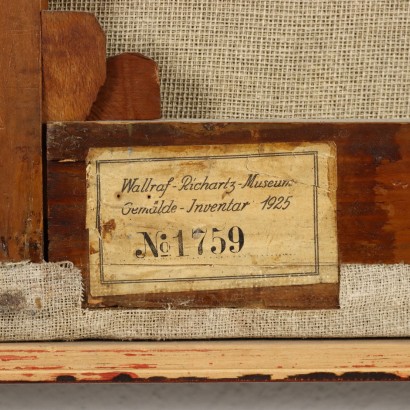 Wallraf-Richartz-Museum
Gemälde-Inventar 1925
No 1759